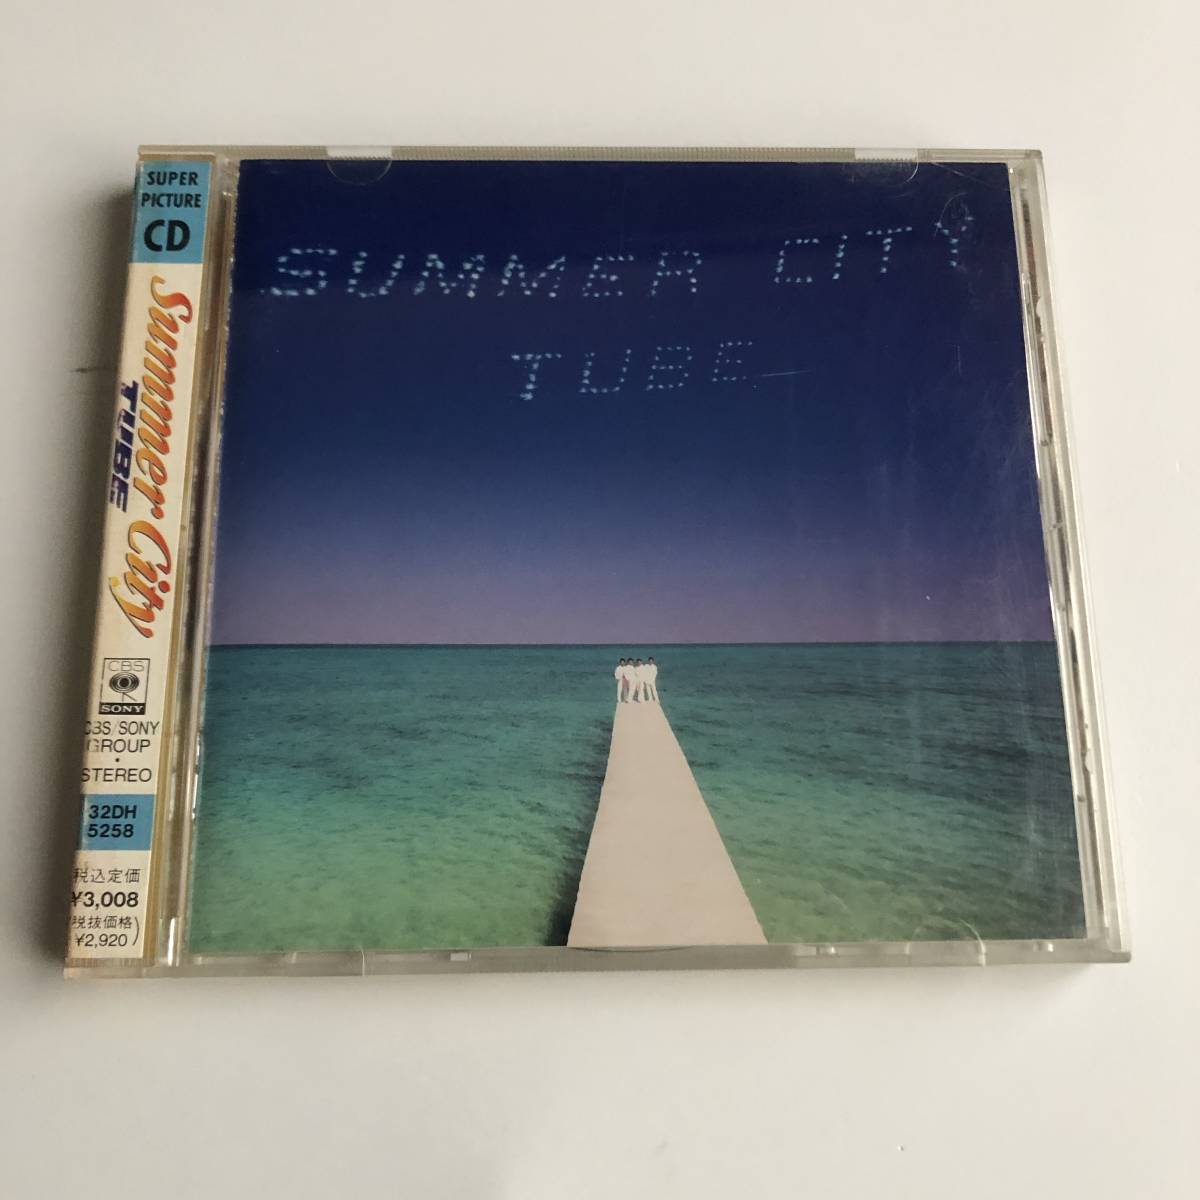 SUPER
PICTURE
CD
Summer City
TUBE
CBS
SONY
CBS/SONY
GROUP
・
STEREO
32DH
5258
税込定価
¥3,008
(税抜価格
¥2,920)
SUMMER CITY
TUBE